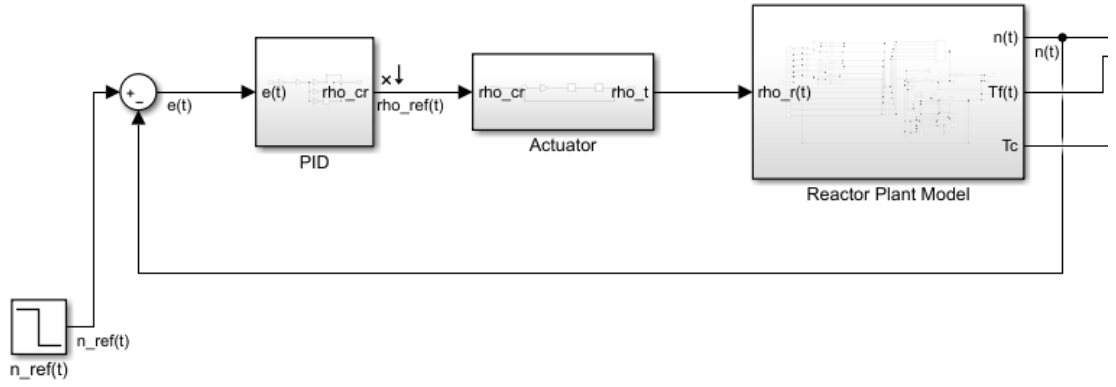 n(t)
n(t)
e(t)
rho_cr
rho_ref(t)
rho_cr
rho_t
rho_r(t)
Tf(t)
Tc
+
-
e(t)
PID
Actuator
Reactor Plant Model
n_ref(t)
n_ref(t)